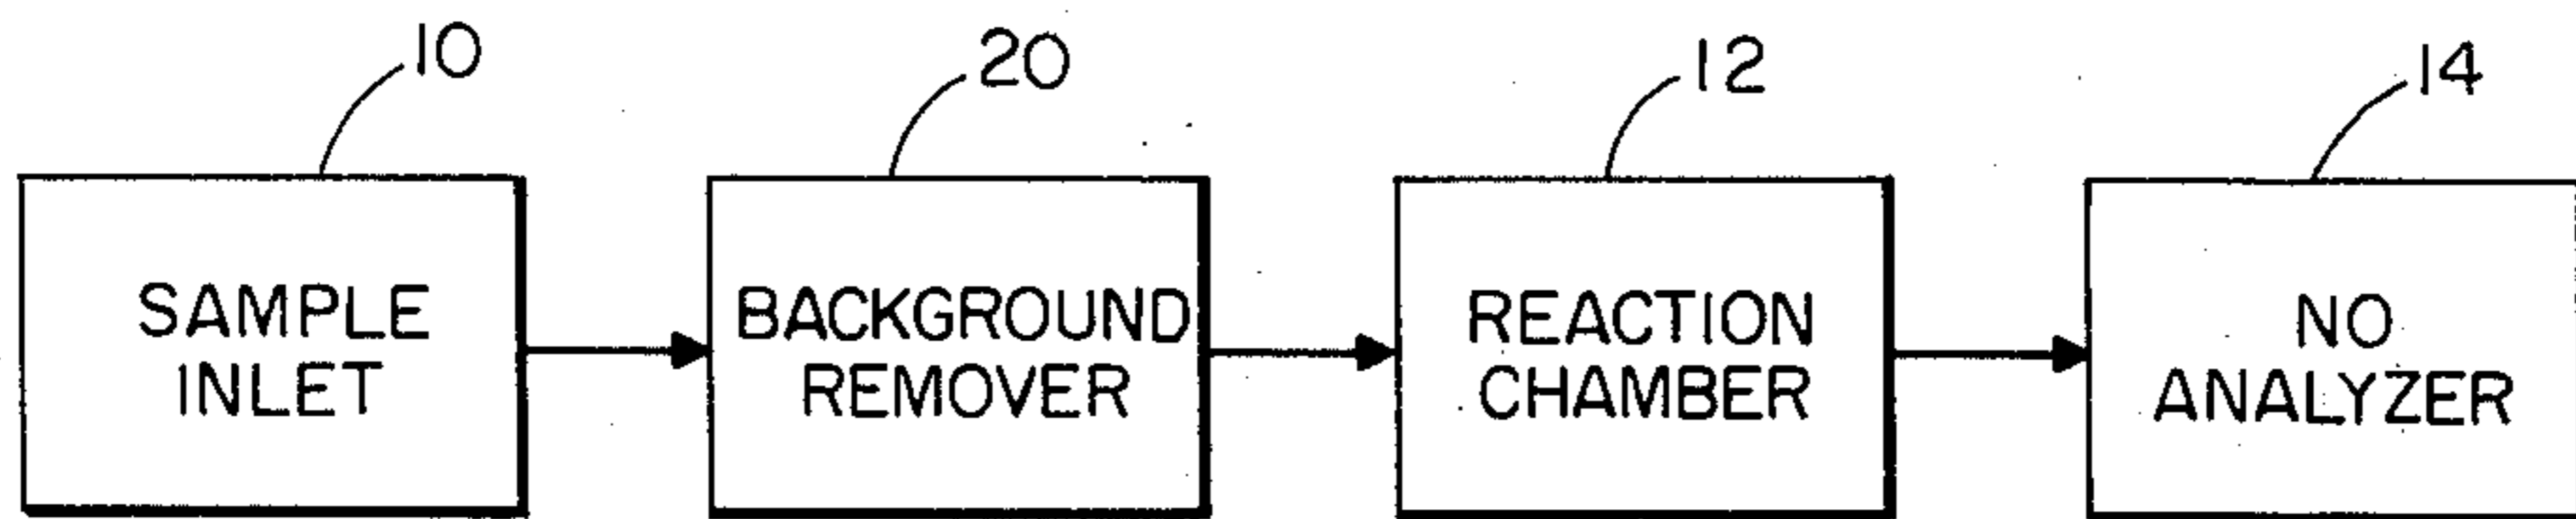 10
20
12
14
SAMPLE
INLET
BACKGROUND
REMOVER
REACTION
CHAMBER
NO
ANALYZER